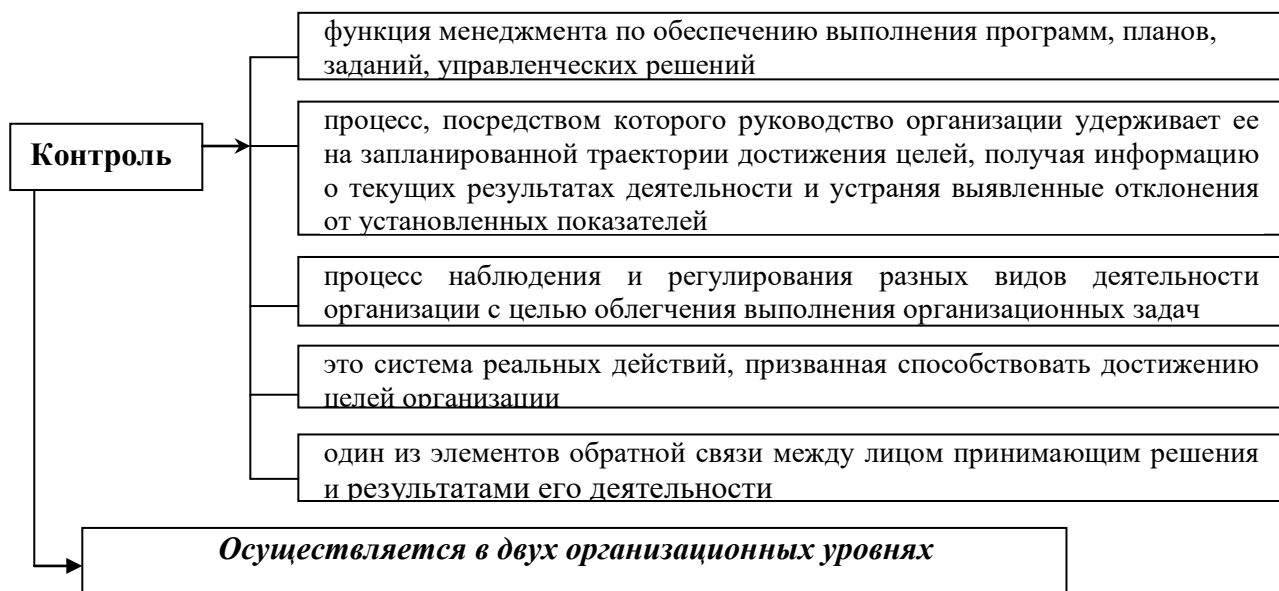 функция менеджмента по обеспечению выполнения программ, планов,
заданий, управленческих решений
Контроль
процесс, посредством которого руководство организации удерживает ее
на запланированной траектории достижения целей, получая информацию
о текущих результатах деятельности и устраняя выявленные отклонения
от установленных показателей
процесс наблюдения и регулирования разных видов деятельности
организации с целью облегчения выполнения организационных задач
это система реальных действий, призванная способствовать достижению
целей организации
один из элементов обратной связи между лицом принимающим решения
и результатами его деятельности
Осуществляется в двух организационных уровнях